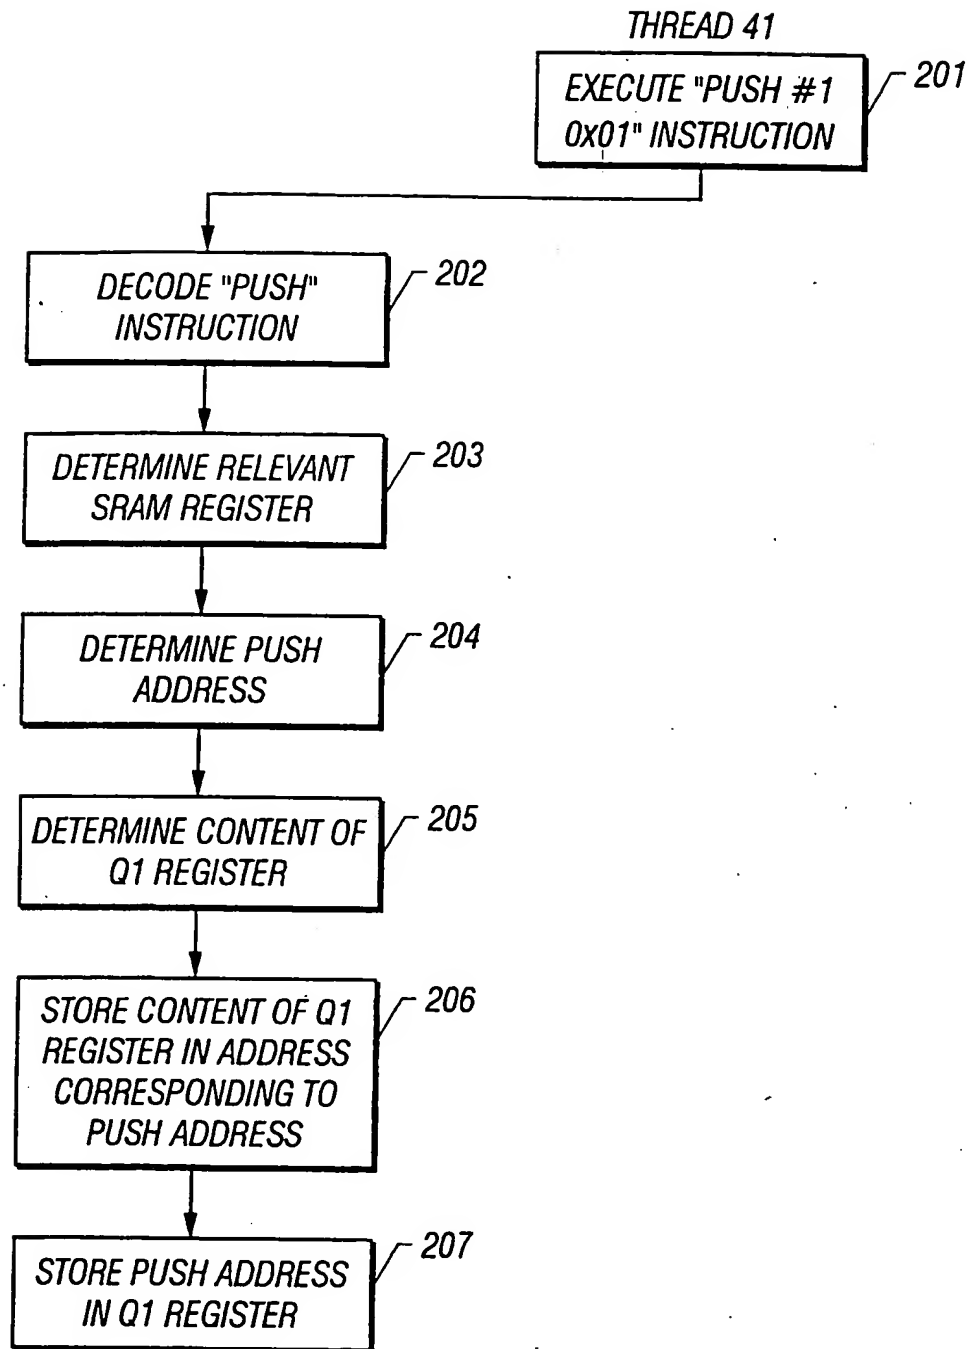 THREAD 41
EXECUTE "PUSH #1
0x01" INSTRUCTION
201
DECODE "PUSH"
INSTRUCTION
202
DETERMINE RELEVANT
SRAM REGISTER
203
DETERMINE PUSH
ADDRESS
204
DETERMINE CONTENT OF
Q1 REGISTER
205
STORE CONTENT OF Q1
REGISTER IN ADDRESS
CORRESPONDING TO
PUSH ADDRESS
206
STORE PUSH ADDRESS
IN Q1 REGISTER
207